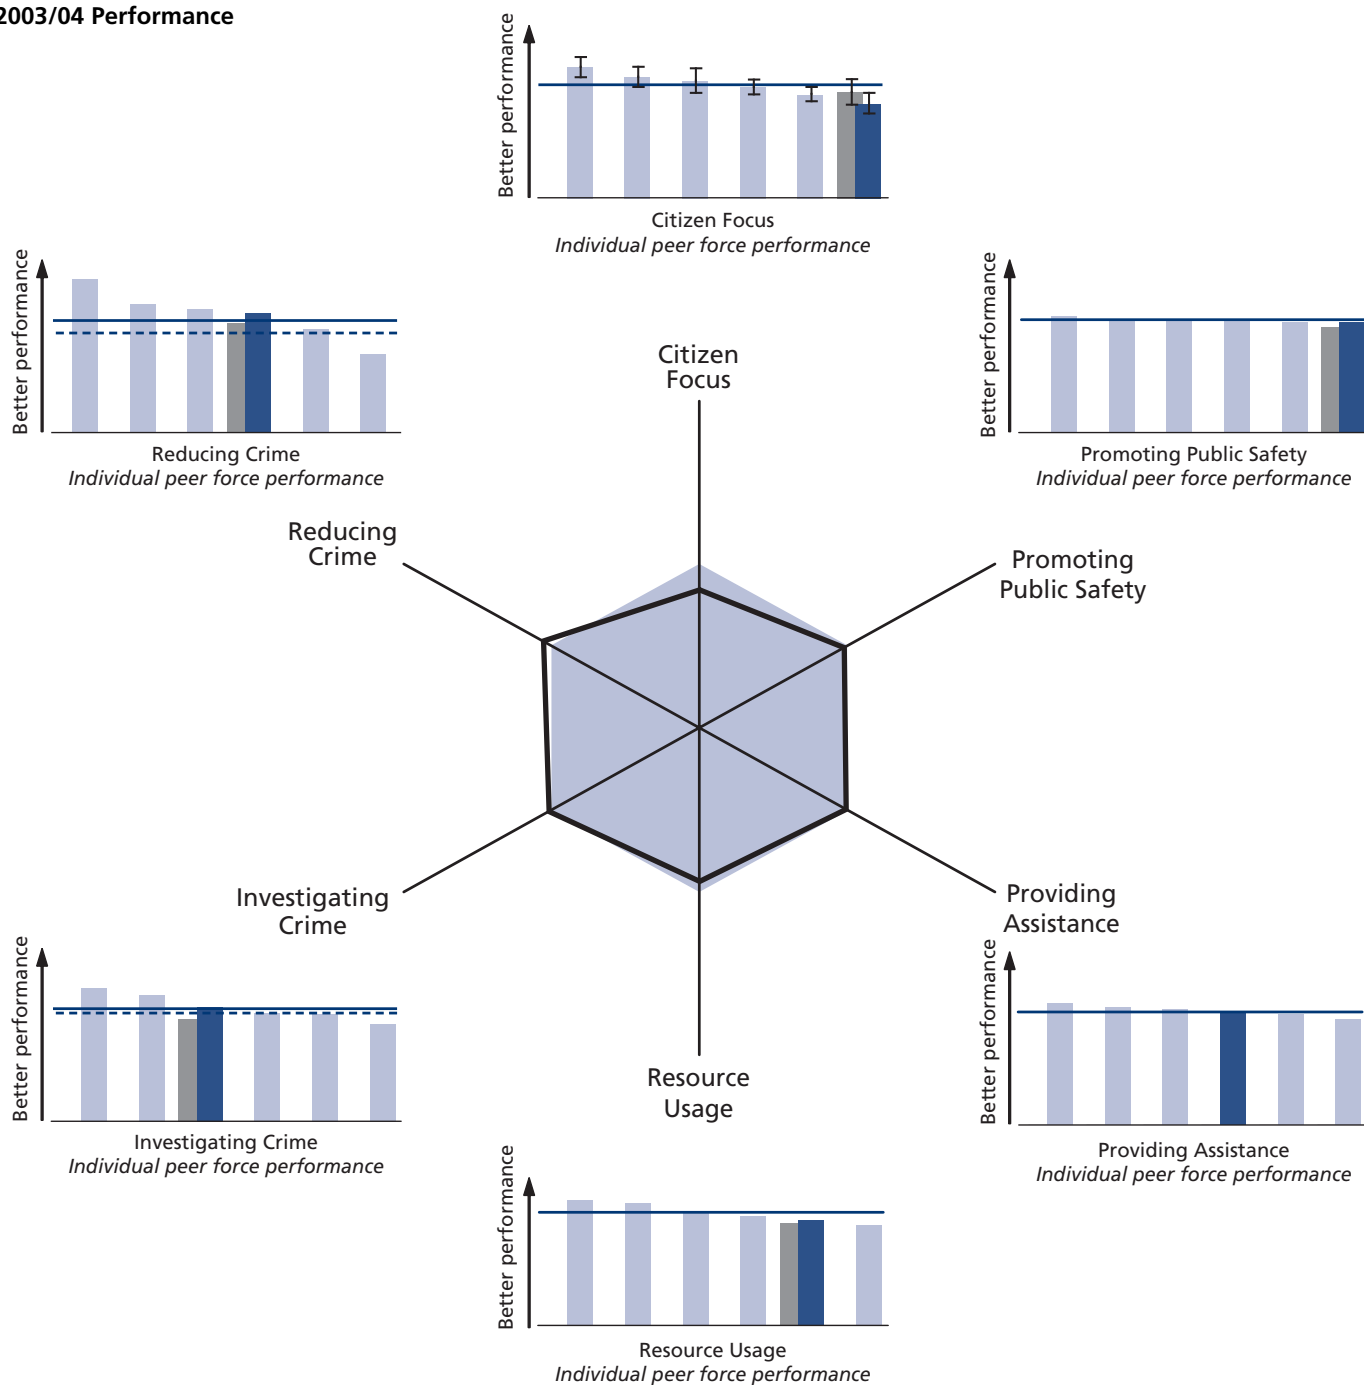 2003/04 Performance
Better performance
Citizen Focus
Individual peer force performance
Better performance
Reducing Crime
Individual peer force performance
Better performance
Promoting Public Safety
Individual peer force performance
Citizen
Focus
Reducing
Crime
Promoting
Public Safety
Investigating
Crime
Providing
Assistance
Resource
Usage
Better performance
Investigating Crime
Individual peer force performance
Better performance
Providing Assistance
Individual peer force performance
Better performance
Resource Usage
Individual peer force performance